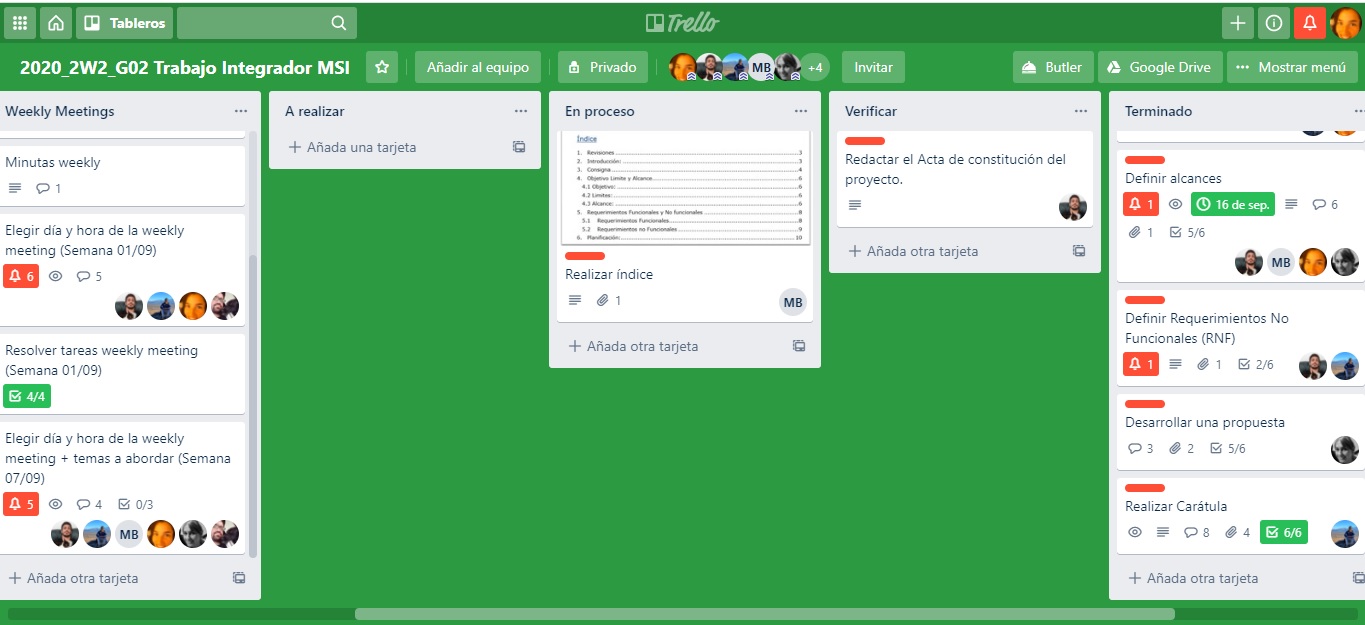 Tableros
Trello
2020_2W2_G02 Trabajo Integrador MSI
Añadir al equipo
Privado
MB
+4
Invitar
Butler
Google Drive
Mostrar menú
Weekly Meetings
Minutas weekly
1
Elegir día y hora de la weekly
meeting (Semana 01/09)
6
5
Resolver tareas weekly meeting
(Semana 01/09)
4/4
Elegir día y hora de la weekly
meeting + temas a abordar (Semana
07/09)
5
4
0/3
MB
Añada otra tarjeta
A realizar
Añada una tarjeta
En proceso
Índice
1. Revisiones 3
2. Introducción: 3
3. Consigna 4
4. Objetivo Limite y Alcance 6
4.1 Objetivo: 6
4.2 Limites: 6
4.3 Alcance: 6
5. Requerimientos Funcionales y No funcionales 8
5.1 Requerimientos Funcionales 8
5.2 Requerimientos no Funcionales 9
6. Planificación: 10
Realizar índice
1
MB
Añada otra tarjeta
Verificar
Redactar el Acta de constitución del
proyecto.
Añada otra tarjeta
Terminado
Definir alcances
1
16 de sep.
6
1
5/6
MB
Definir Requerimientos No
Funcionales (RNF)
1
1
2/6
Desarrollar una propuesta
3
2
5/6
Realizar Carátula
8
4
6/6
Añada otra tarjeta